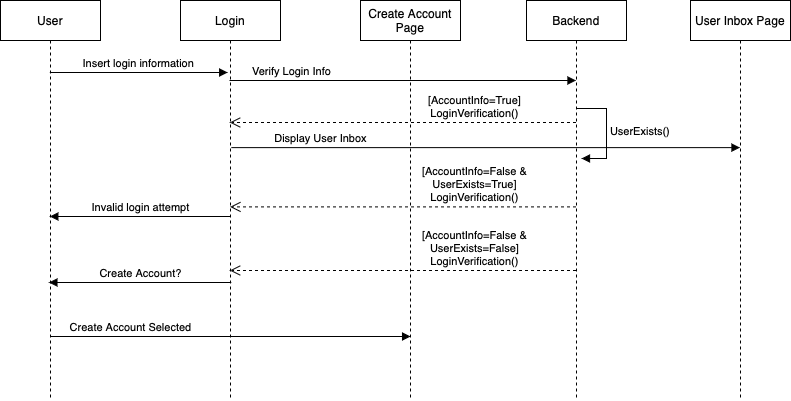 User
Login
Create Account
Page
Backend
User Inbox Page
Insert login information
Verify Login Info
[AccountInfo=True]
LoginVerification()
UserExists()
Display User Inbox
[AccountInfo=False &
UserExists=True]
LoginVerification()
Invalid login attempt
[AccountInfo=False &
UserExists=False]
LoginVerification()
Create Account?
Create Account Selected